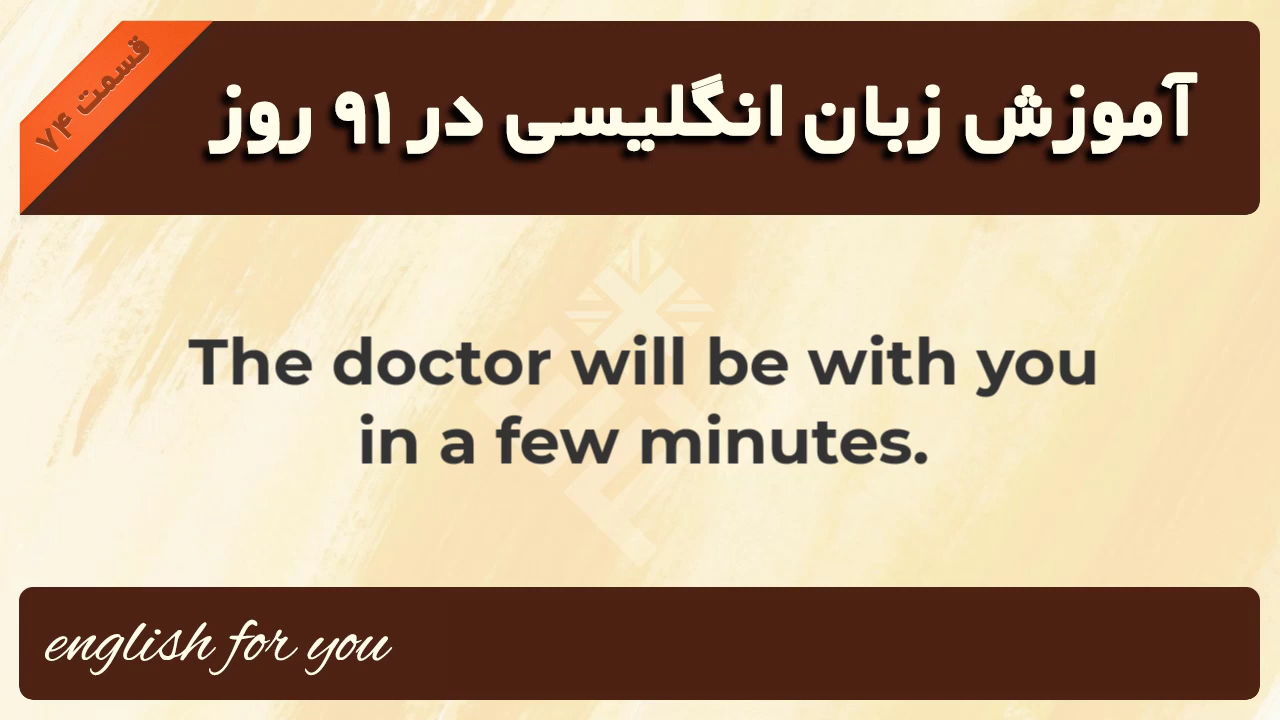 قسمت ۷۴
آموزش زبان انگلیسی در ۹۱ روز
The doctor will be with you
in a few minutes.
english for you